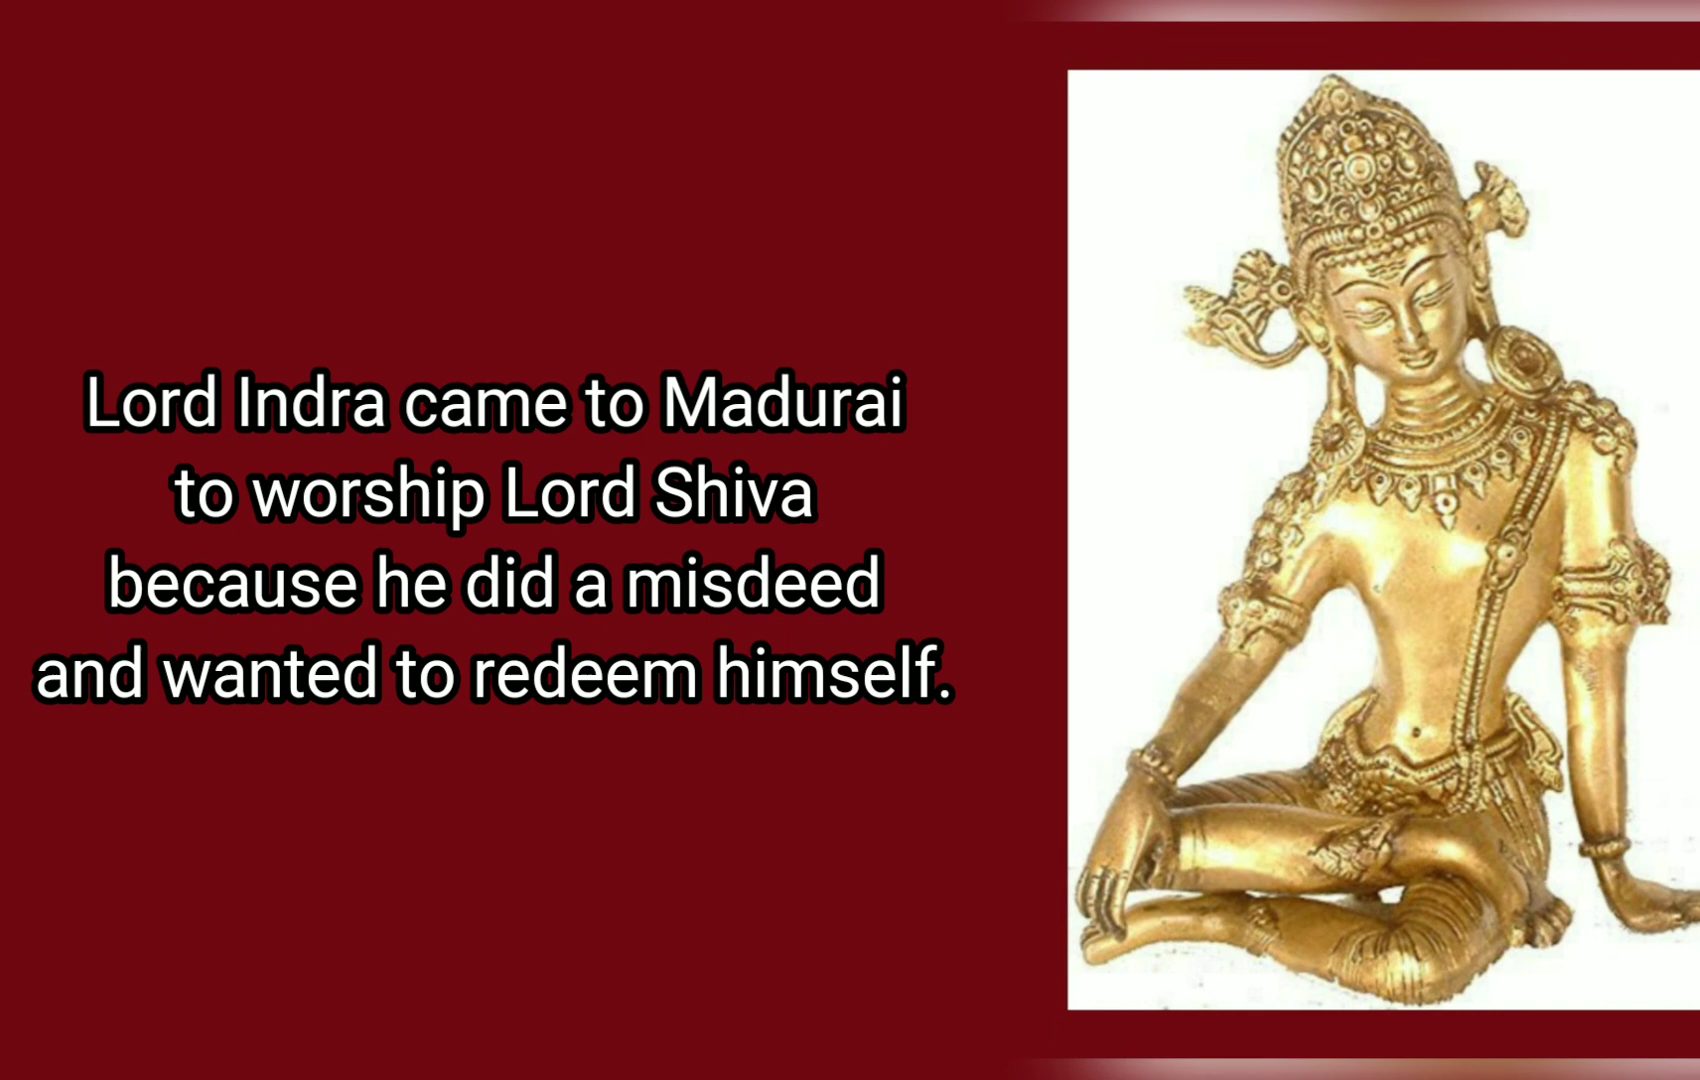 Lord Indra came to Madurai
to worship Lord Shiva
because he did a misdeed
and wanted to redeem himself.